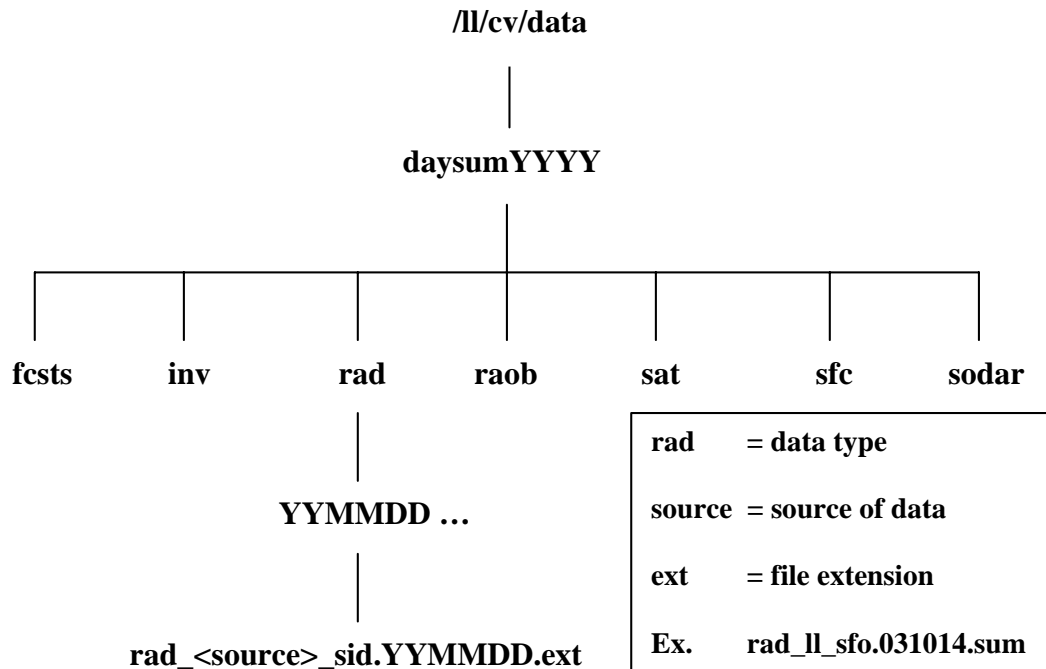 /ll/cv/data
daysumYYYY
fcsts inv rad raob sat sfc sodar
rad = data type
YYMMDD …
source = source of data
ext = file extension
rad_<source>_sid.YYMMDD.ext
Ex. rad_ll_sfo.031014.sum